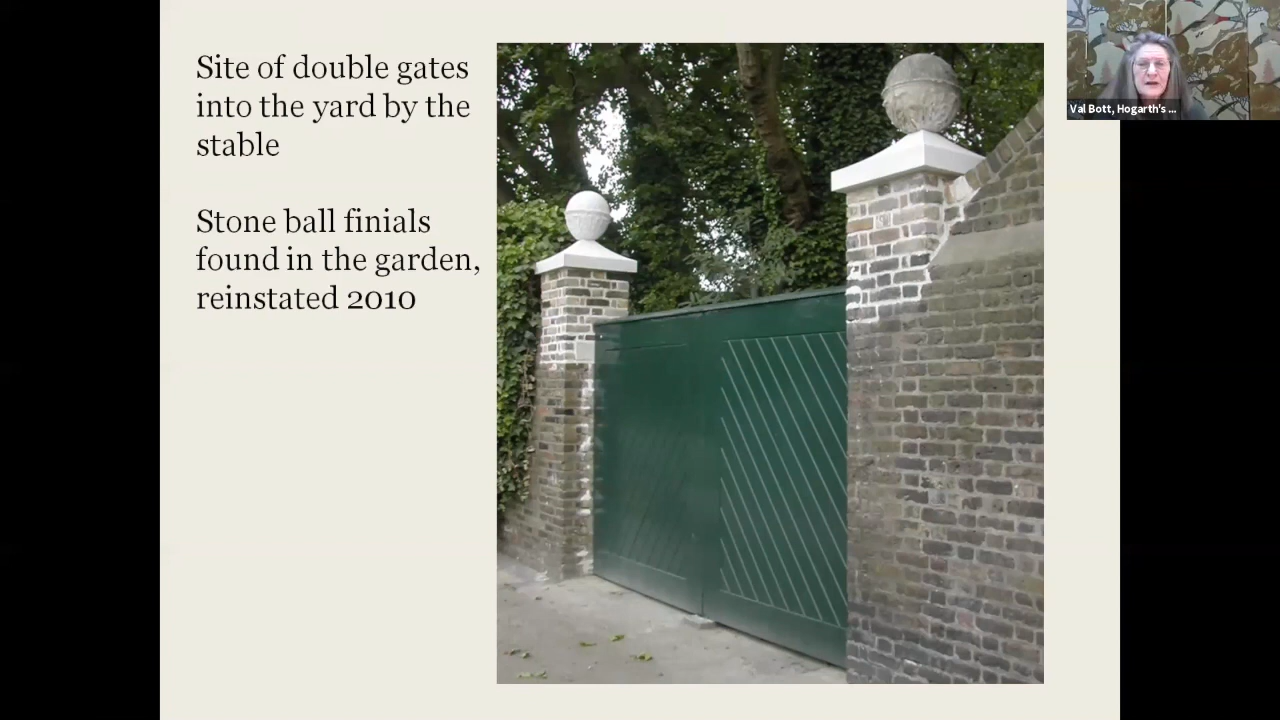 Site of double gates
into the yard by the
stable
Stone ball finials
found in the garden,
reinstated 2010
Val Bott, Hogarth's ...